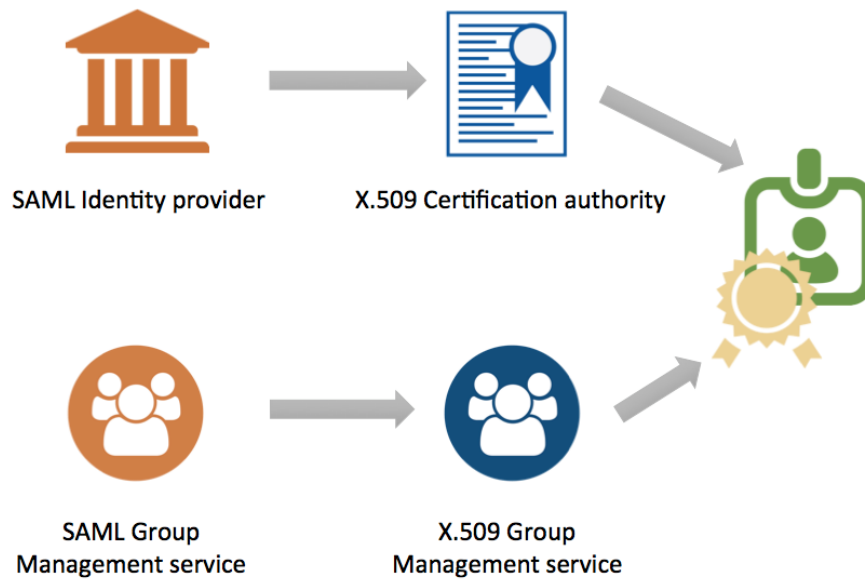 SAML Identity provider
X.509 Certification authority
SAML Group
Management service
X.509 Group
Management service